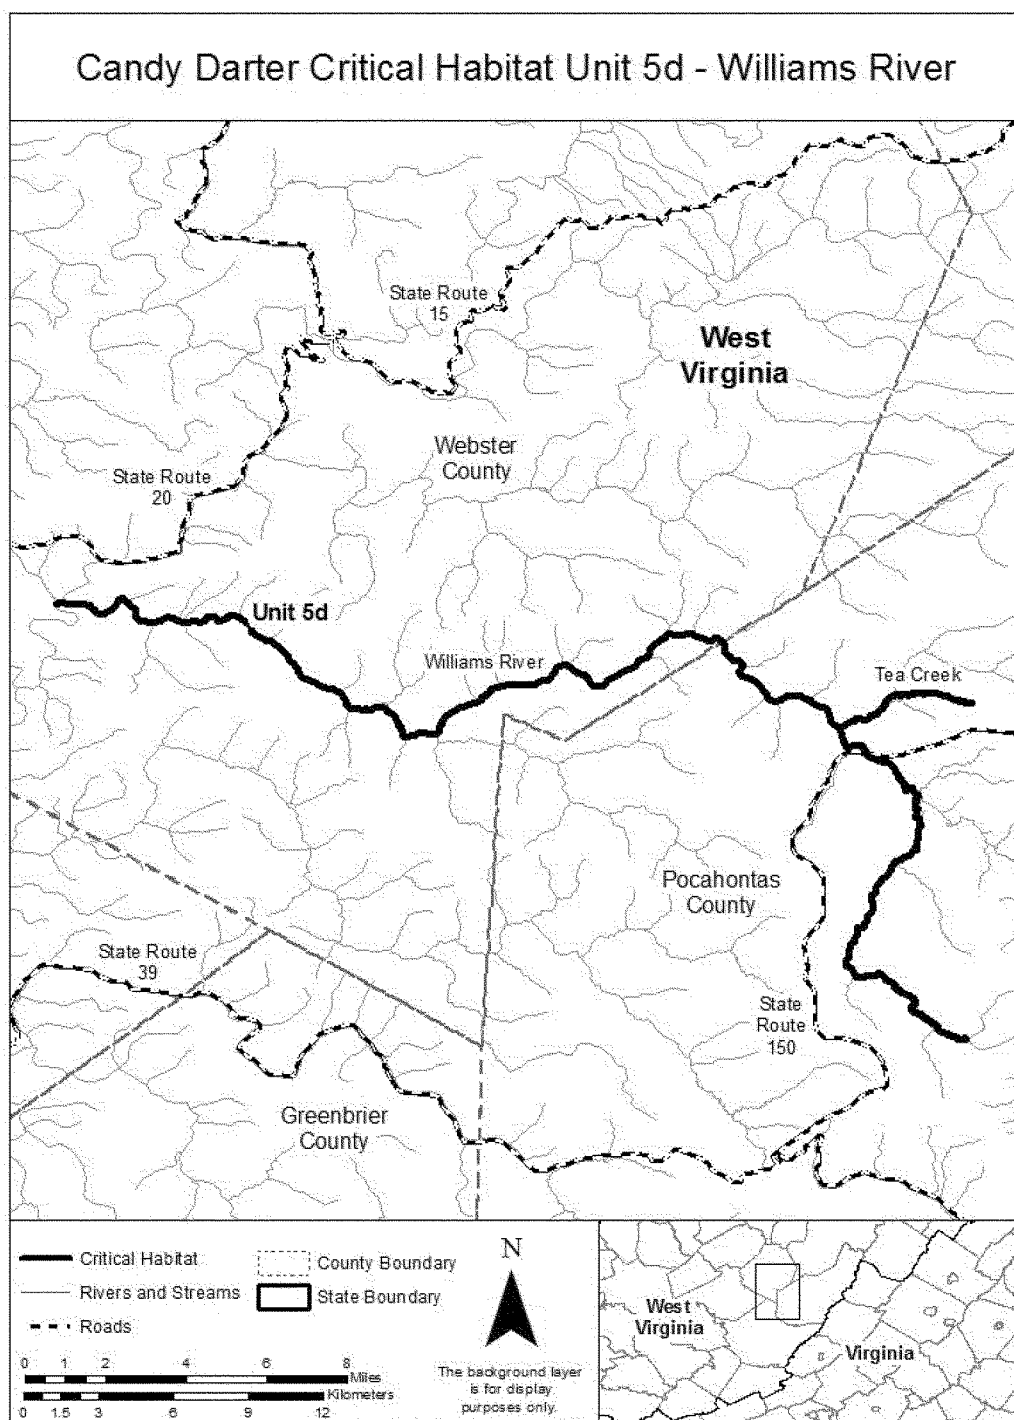 Candy Darter Critical Habitat Unit 5d - Williams River
State Route
15
West
Virginia
Webster
County
State Route
20
Unit 5d
Williams River
Tea Creek
Pocahontas
County
State Route
39
State
Route
150
Greenbrier
County
Critical Habitat
Rivers and Streams
Roads
County Boundary
State Boundary
0 1 2 4 6 8
Miles
Kilometers
0 1.5 3 6 9 12
N
The background layer
is for display
purposes only.
West
Virginia
Virginia